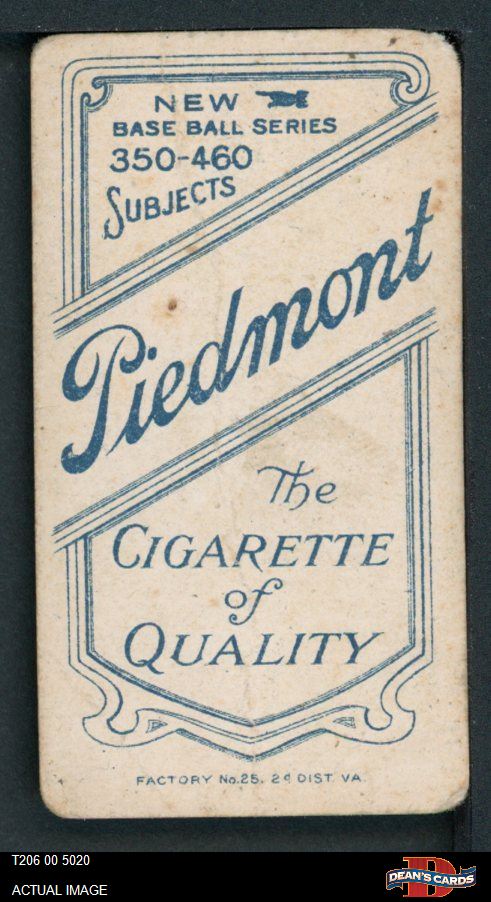 NEW
BASE BALL SERIES
350-460
SUBJECTS
Piedmont
The
CIGARETTE
of
QUALITY
FACTORY No. 25. 2d DIST. VA.
T206 00 5020
ACTUAL IMAGE
DEAN'S CARDS